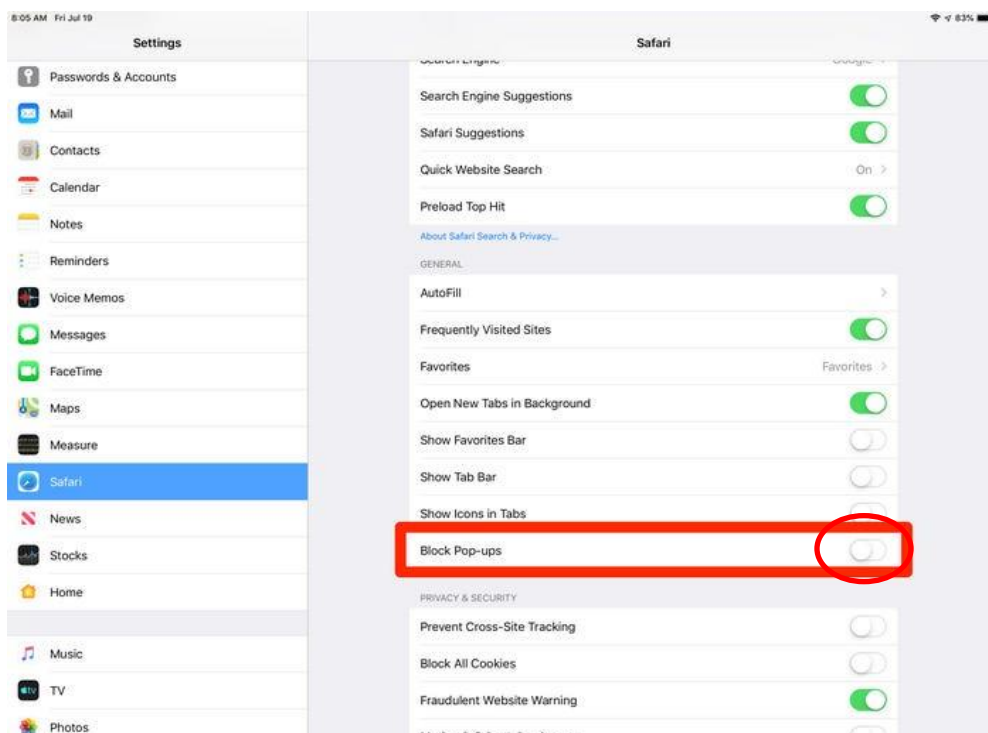 8:05 AM Fri Jul 19
83%
Settings
Passwords & Accounts
Mail
Contacts
Calendar
Notes
Reminders
Voice Memos
Messages
FaceTime
Maps
Measure
Safari
News
Stocks
Home
Music
TV
Photos
Safari
Search Engine Google
Search Engine Suggestions
Safari Suggestions
Quick Website Search On
Preload Top Hit
About Safari Search & Privacy...
GENERAL
AutoFill
Frequently Visited Sites
Favorites Favorites
Open New Tabs in Background
Show Favorites Bar
Show Tab Bar
Show Icons in Tabs
Block Pop-ups
PRIVACY & SECURITY
Prevent Cross-Site Tracking
Block All Cookies
Fraudulent Website Warning